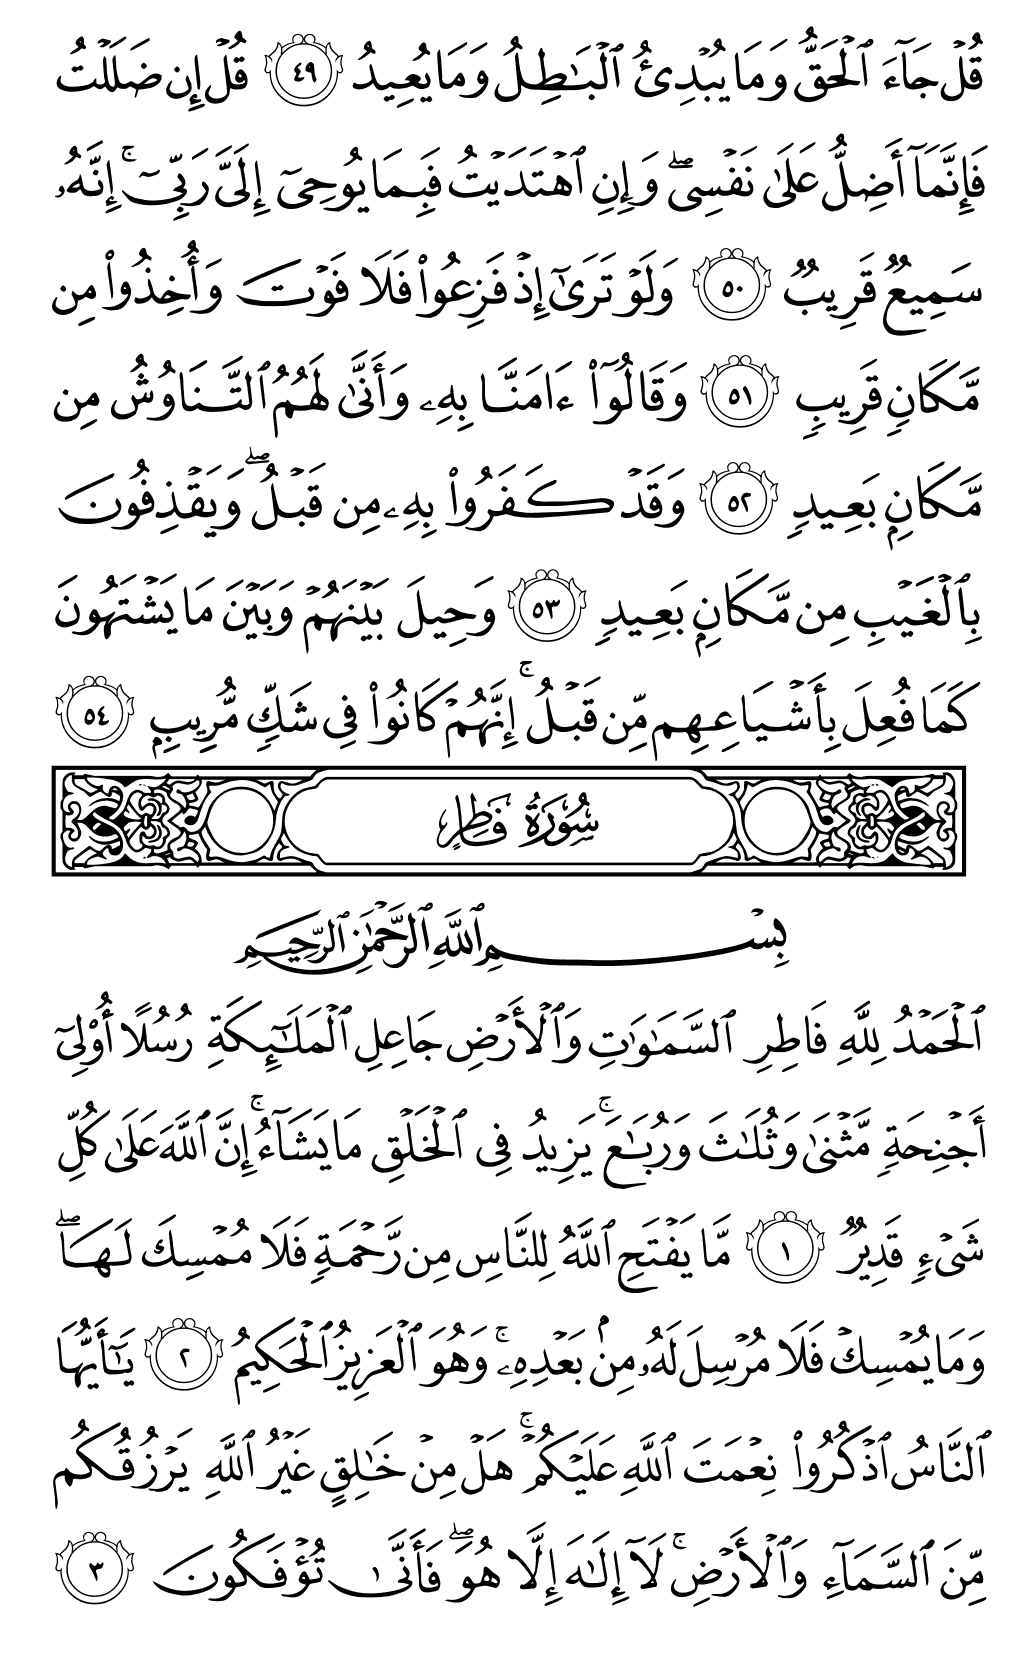 قُلۡ جَآءَ ٱلۡحَقُّ وَمَا يُبۡدِئُ ٱلۡبَٰطِلُ وَمَا يُعِيدُ ٤٩ قُلۡ إِن ضَلَلۡتُ
فَإِنَّمَآ أَضِلُّ عَلَىٰ نَفۡسِيۖ وَإِنِ ٱهۡتَدَيۡتُ فَبِمَا يُوحِيٓ إِلَيَّ رَبِّيٓۚ إِنَّهُۥ
سَمِيعٞ قَرِيبٞ ٥٠ وَلَوۡ تَرَىٰٓ إِذۡ فَزِعُواْ فَلَا فَوۡتَ وَأُخِذُواْ مِن
مَّكَانٖ قَرِيبٖ ٥١ وَقَالُوٓاْ ءَامَنَّا بِهِۦ وَأَنَّىٰ لَهُمُ ٱلتَّنَاوُشُ مِن
مَّكَانِۭ بَعِيدٖ ٥٢ وَقَدۡ كَفَرُواْ بِهِۦ مِن قَبۡلُۖ وَيَقۡذِفُونَ
بِٱلۡغَيۡبِ مِن مَّكَانِۭ بَعِيدٖ ٥٣ وَحِيلَ بَيۡنَهُمۡ وَبَيۡنَ مَا يَشۡتَهُونَ
كَمَا فُعِلَ بِأَشۡيَاعِهِم مِّن قَبۡلُۚ إِنَّهُمۡ كَانُواْ فِي شَكّٖ مُّرِيبِۭ ٥٤
سُورَةُ فَاطِرٍ
بِسۡمِ ٱللَّهِ ٱلرَّحۡمَٰنِ ٱلرَّحِيمِ
ٱلۡحَمۡدُ لِلَّهِ فَاطِرِ ٱلسَّمَٰوَٰتِ وَٱلۡأَرۡضِ جَاعِلِ ٱلۡمَلَٰٓئِكَةِ رُسُلًا أُوْلِيٓ
أَجۡنِحَةٖ مَّثۡنَىٰ وَثُلَٰثَ وَرُبَٰعَۚ يَزِيدُ فِي ٱلۡخَلۡقِ مَا يَشَآءُۚ إِنَّ ٱللَّهَ عَلَىٰ كُلِّ
شَيۡءٖ قَدِيرٞ ١ مَّا يَفۡتَحِ ٱللَّهُ لِلنَّاسِ مِن رَّحۡمَةٖ فَلَا مُمۡسِكَ لَهَاۖ
وَمَا يُمۡسِكۡ فَلَا مُرۡسِلَ لَهُۥ مِنۢ بَعۡدِهِۦۚ وَهُوَ ٱلۡعَزِيزُ ٱلۡحَكِيمُ ٢ يَٰٓأَيُّهَا
ٱلنَّاسُ ٱذۡكُرُواْ نِعۡمَتَ ٱللَّهِ عَلَيۡكُمۡۚ هَلۡ مِنۡ خَٰلِقٍ غَيۡرُ ٱللَّهِ يَرۡزُقُكُم
مِّنَ ٱلسَّمَآءِ وَٱلۡأَرۡضِۚ لَآ إِلَٰهَ إِلَّا هُوَۖ فَأَنَّىٰ تُؤۡفَكُونَ ٣